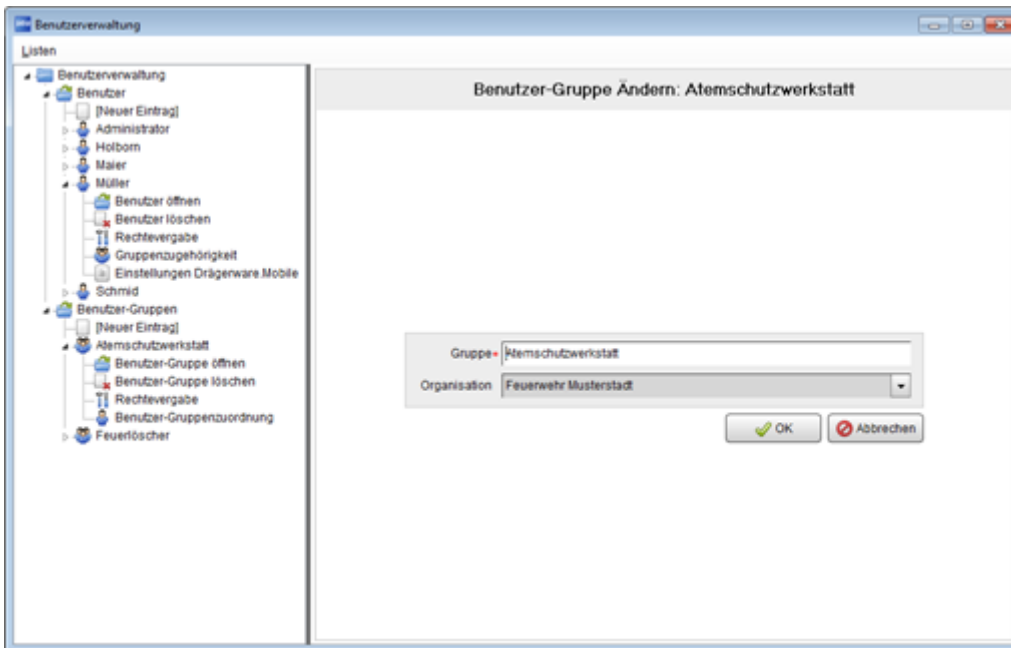 Benutzerverwaltung
Listen
Benutzerverwaltung
Benutzer
[Neuer Eintrag]
Administrator
Holborn
Maier
Müller
Benutzer öffnen
Benutzer löschen
Rechtevergabe
Gruppenzugehörigkeit
Einstellungen Drägerware.Mobile
Schmid
Benutzer-Gruppen
[Neuer Eintrag]
Atemschutzwerkstatt
Benutzer-Gruppe öffnen
Benutzer-Gruppe löschen
Rechtevergabe
Benutzer-Gruppenzuordnung
Feuerlöscher
Benutzer-Gruppe Ändern: Atemschutzwerkstatt
Gruppe* Atemschutzwerkstatt
Organisation Feuerwehr Musterstadt
OK Abbrechen